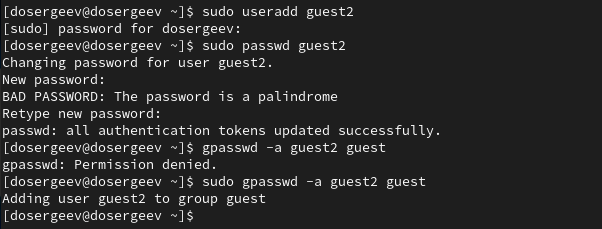 [dosergeev@dosergeev ~]$ sudo useradd guest2
[sudo] password for dosergeev:
[dosergeev@dosergeev ~]$ sudo passwd guest2
Changing password for user guest2.
New password:
BAD PASSWORD: The password is a palindrome
Retype new password:
passwd: all authentication tokens updated successfully.
[dosergeev@dosergeev ~]$ gpasswd -a guest2 guest
gpasswd: Permission denied.
[dosergeev@dosergeev ~]$ sudo gpasswd -a guest2 guest
Adding user guest2 to group guest
[dosergeev@dosergeev ~]$